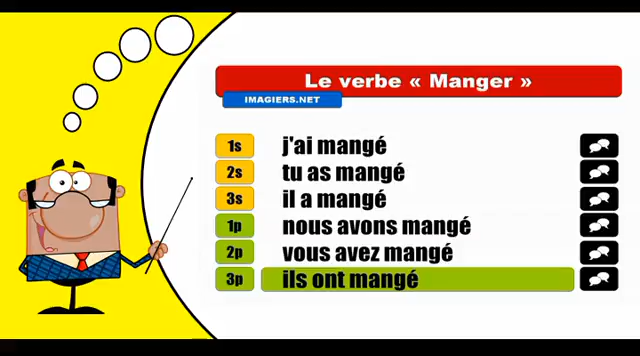 Le verbe « Manger »
IMAGIERS.NET
1s j'ai mangé
2s tu as mangé
3s il a mangé
1p nous avons mangé
2p vous avez mangé
3p ils ont mangé